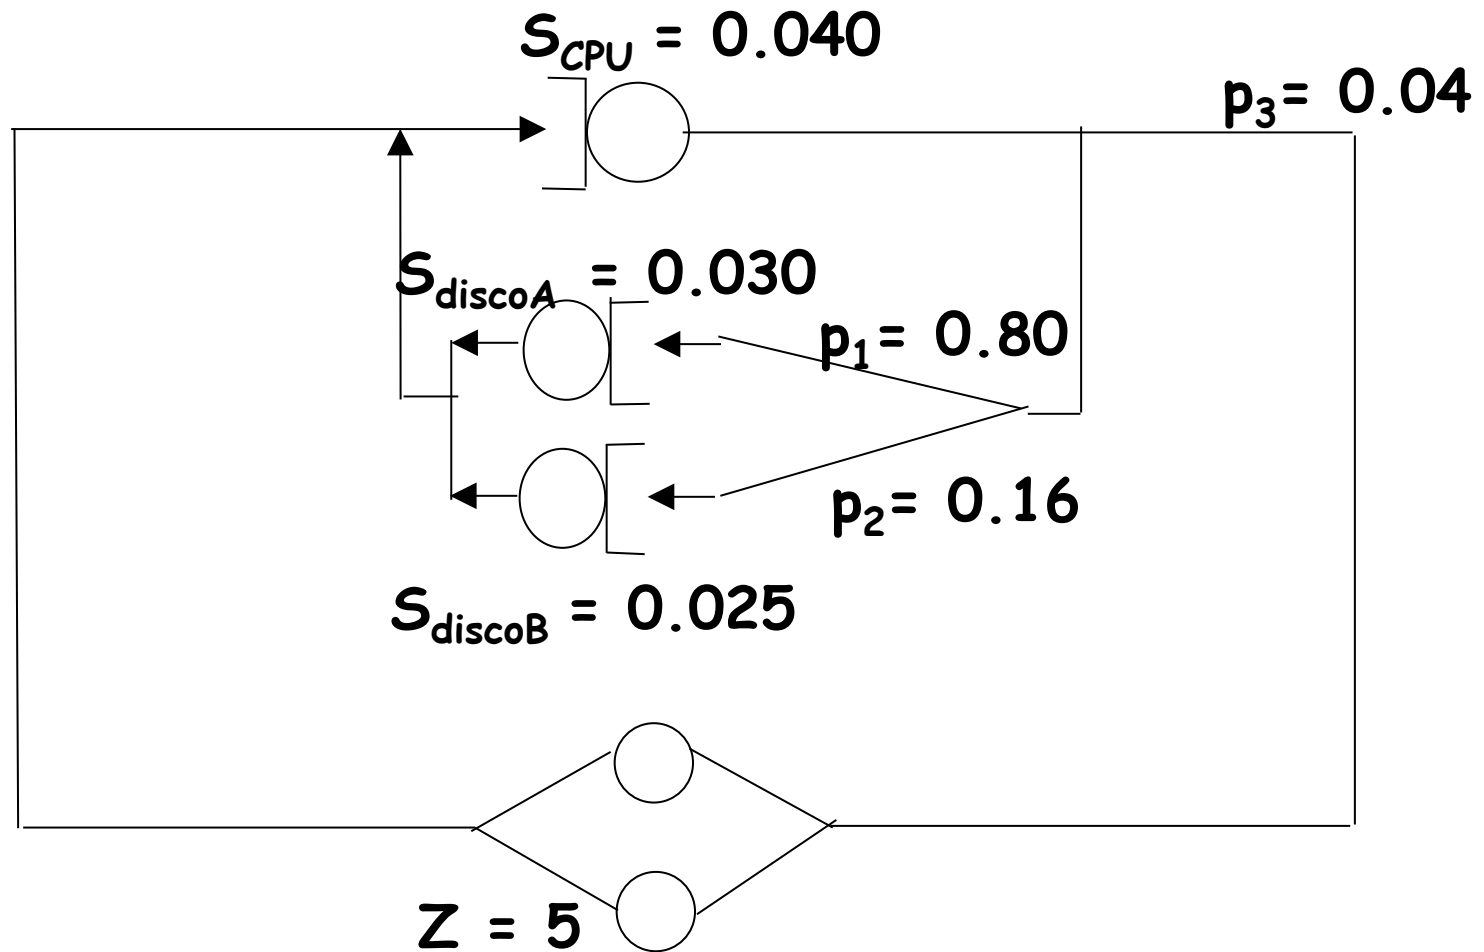 S_CPU = 0.040
p_3 = 0.04
S_discoA = 0.030
p_1 = 0.80
p_2 = 0.16
S_discoB = 0.025
Z = 5